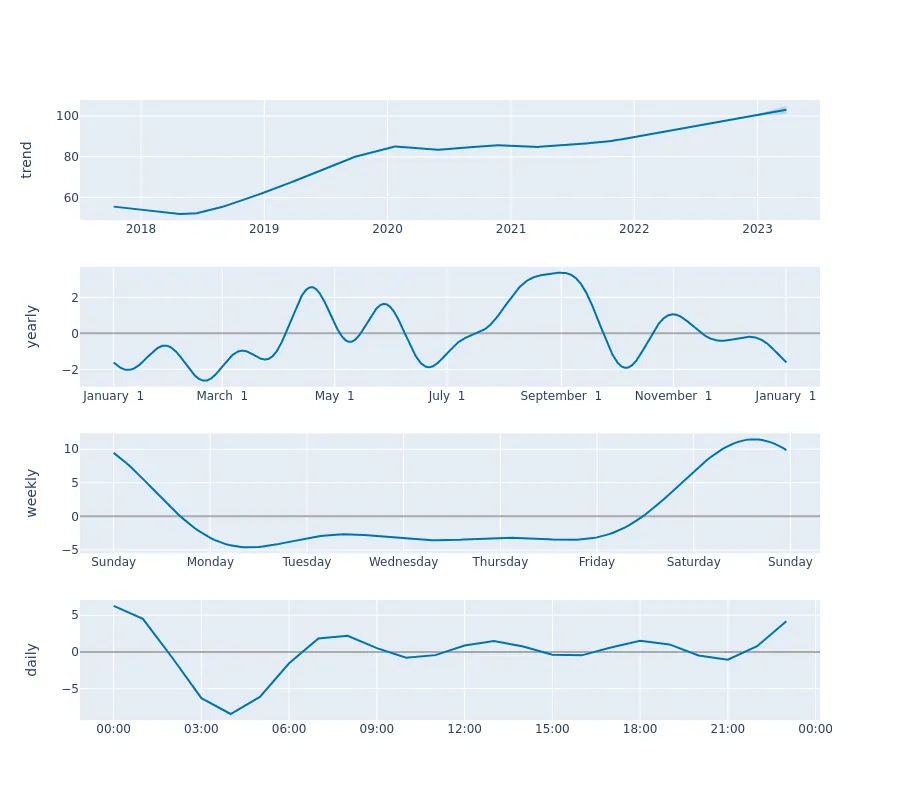 trend
100
80
60
2018 2019 2020 2021 2022 2023
yearly
2
0
−2
January 1 March 1 May 1 July 1 September 1 November 1 January 1
weekly
10
5
0
−5
Sunday Monday Tuesday Wednesday Thursday Friday Saturday Sunday
daily
5
0
−5
00:00 03:00 06:00 09:00 12:00 15:00 18:00 21:00 00:00